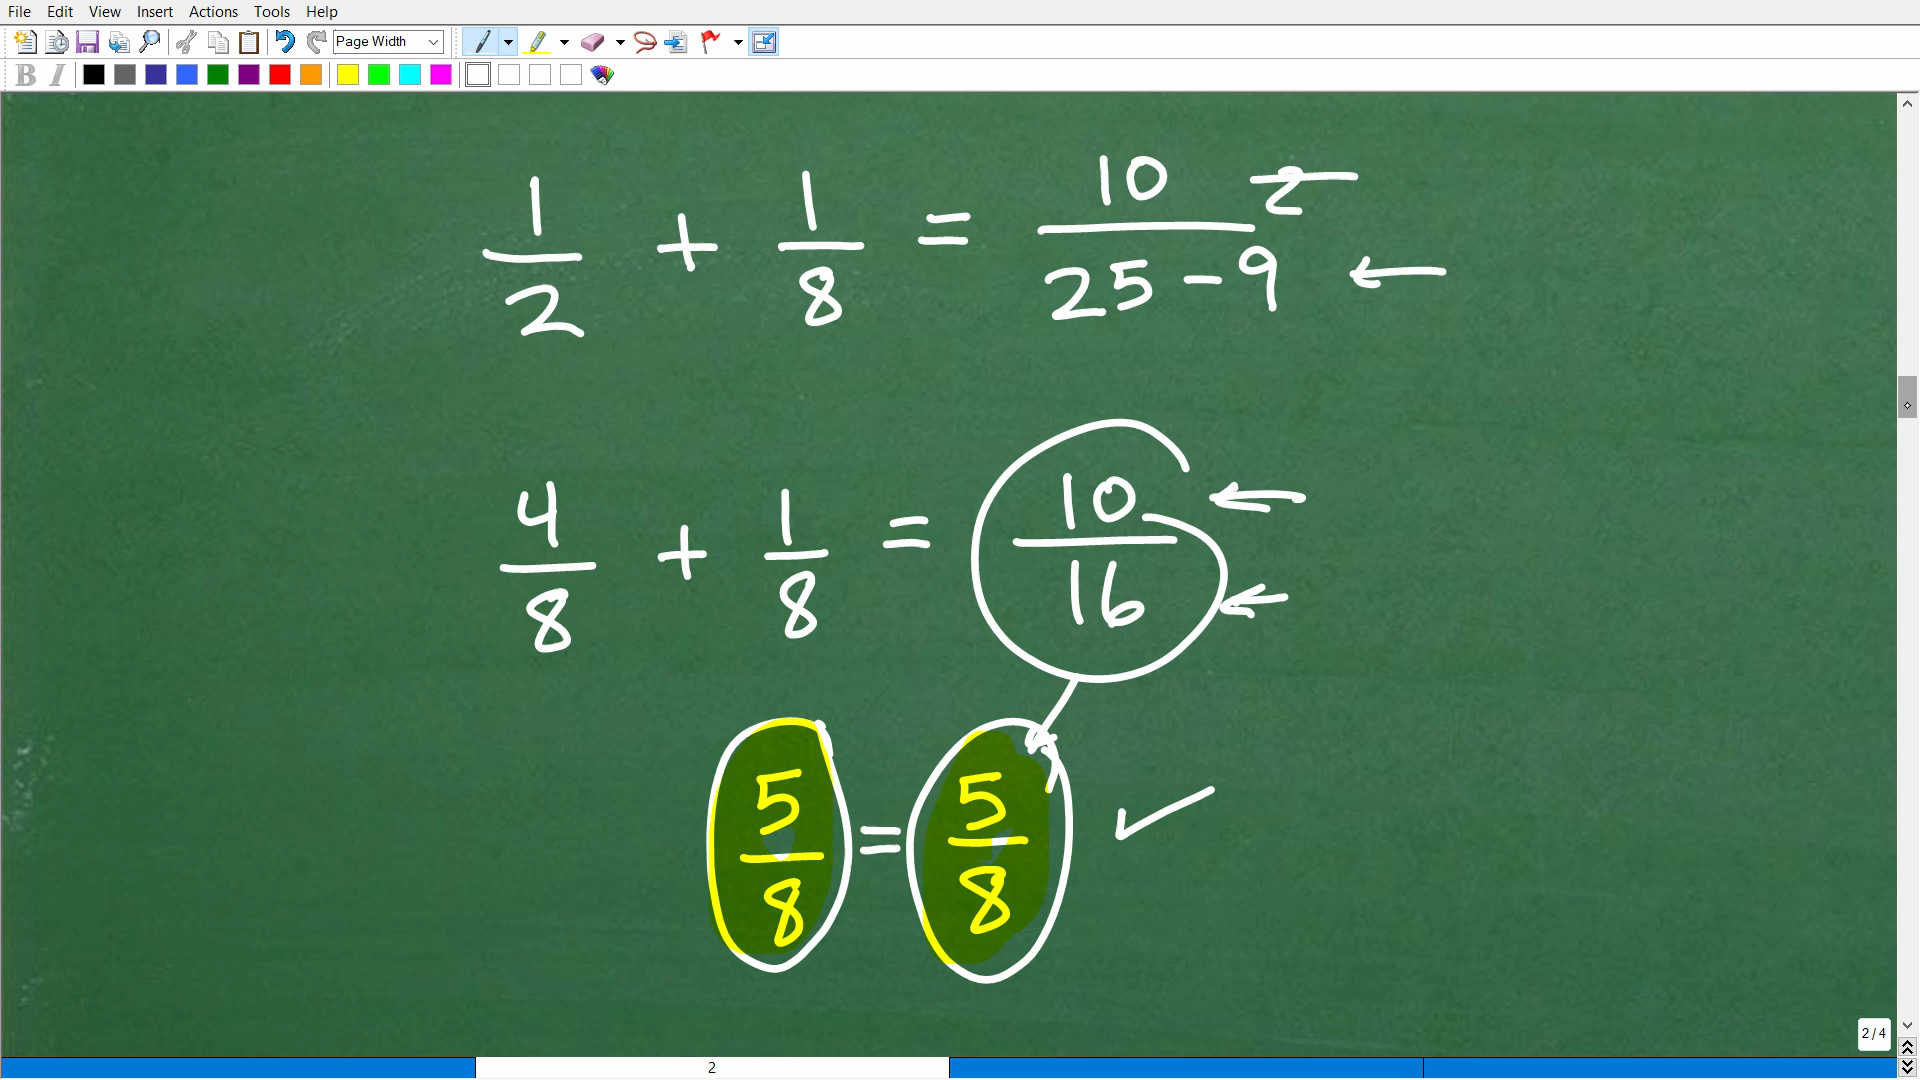 File Edit View Insert Actions Tools Help
Page Width
B I
1/2 + 1/8 = 10/(25-9) 2
4/8 + 1/8 = 10/16
5/8 = 5/8 ✓
2 / 4
2